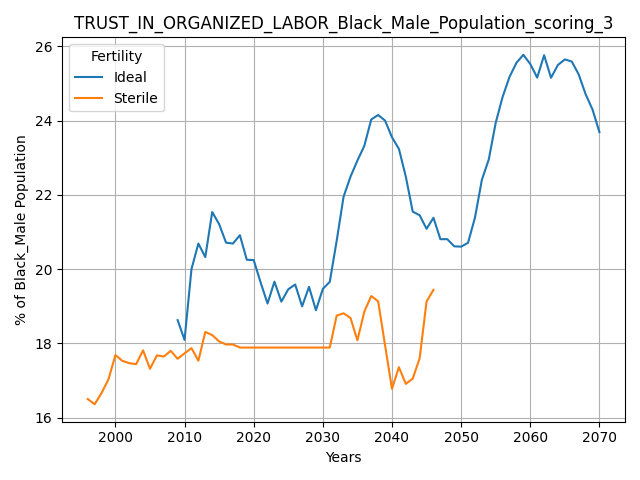 TRUST_IN_ORGANIZED_LABOR_Black_Male_Population_scoring_3
Fertility
Ideal
Sterile
% of Black_Male Population
26
24
22
20
18
16
2000 2010 2020 2030 2040 2050 2060 2070
Years